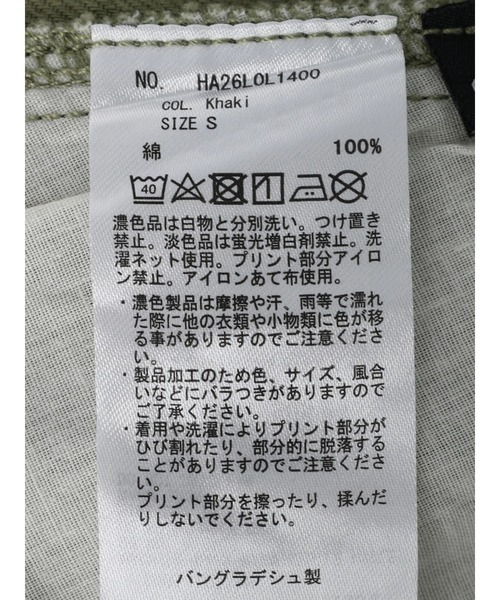 NO. HA26L0L1400
COL. Khaki
SIZE S
綿 100%
40
濃色品は白物と分別洗い。つけ置き
禁止。淡色品は蛍光増白剤禁止。洗
濯ネット使用。プリント部分アイロ
ン禁止。アイロンあて布使用。
・濃色製品は摩擦や汗、雨等で濡れ
た際に他の衣類や小物類に色が移
る事がありますのでご注意くださ
い。
・製品加工のため色、サイズ、風合
いなどにバラつきがありますので
ご了承ください。
・着用や洗濯によりプリント部分が
ひび割れたり、部分的に脱落する
ことがありますのでご注意くださ
い。
プリント部分を擦ったり、揉んだ
りしないでください。
バングラデシュ製